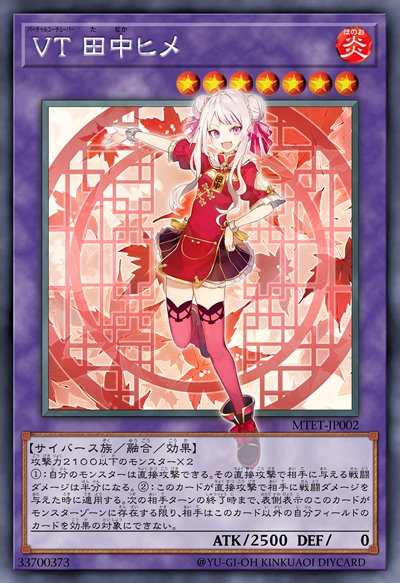 バーチャルユーチューバー た なか
VT 田中ヒメ
ほのお
炎
田中
MTET-JP002
【サイバース族／融合／効果】
攻撃力2100以下のモンスター×2
①：自分のモンスターは直接攻撃できる。その直接攻撃で相手に与える戦闘
ダメージは半分になる。②：このカードが直接攻撃で相手に戦闘ダメージを
与えた時に適用する。次の相手ターンの終了時まで、表側表示のこのカードが
モンスターゾーンに存在する限り、相手はこのカード以外の自分フィールドの
カードを効果の対象にできない。
ATK/2500 DEF/ 0
33700373
@YU-GI-OH KINKUAOI DIYCARD